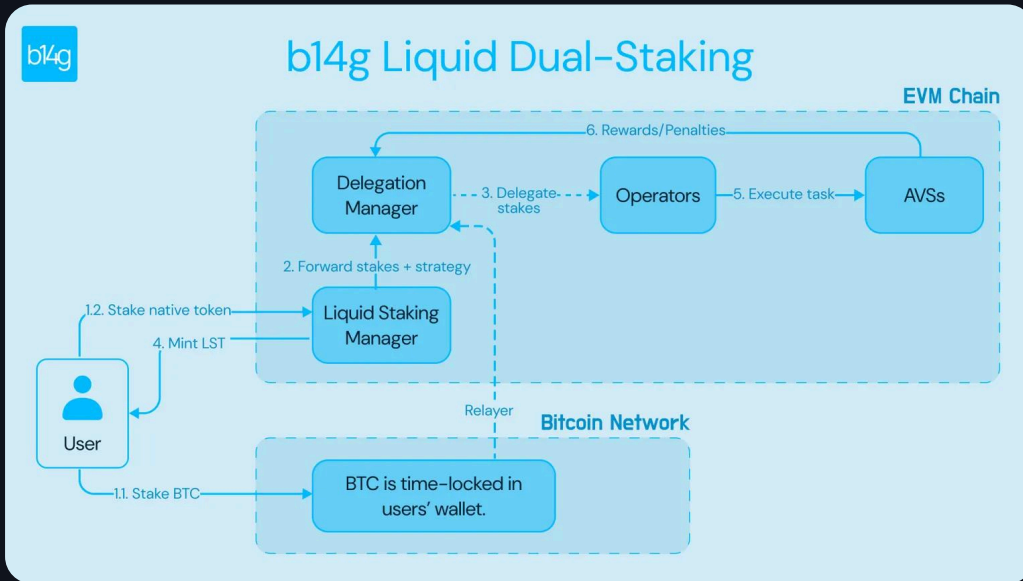 b14g
b14g Liquid Dual-Staking
EVM Chain
6. Rewards/Penalties
Delegation
Manager
3. Delegate
stakes
Operators
5. Execute task
AVSs
2. Forward stakes + strategy
1.2. Stake native token
Liquid Staking
Manager
4. Mint LST
User
Relayer
Bitcoin Network
1.1. Stake BTC
BTC is time-locked in
users’ wallet.